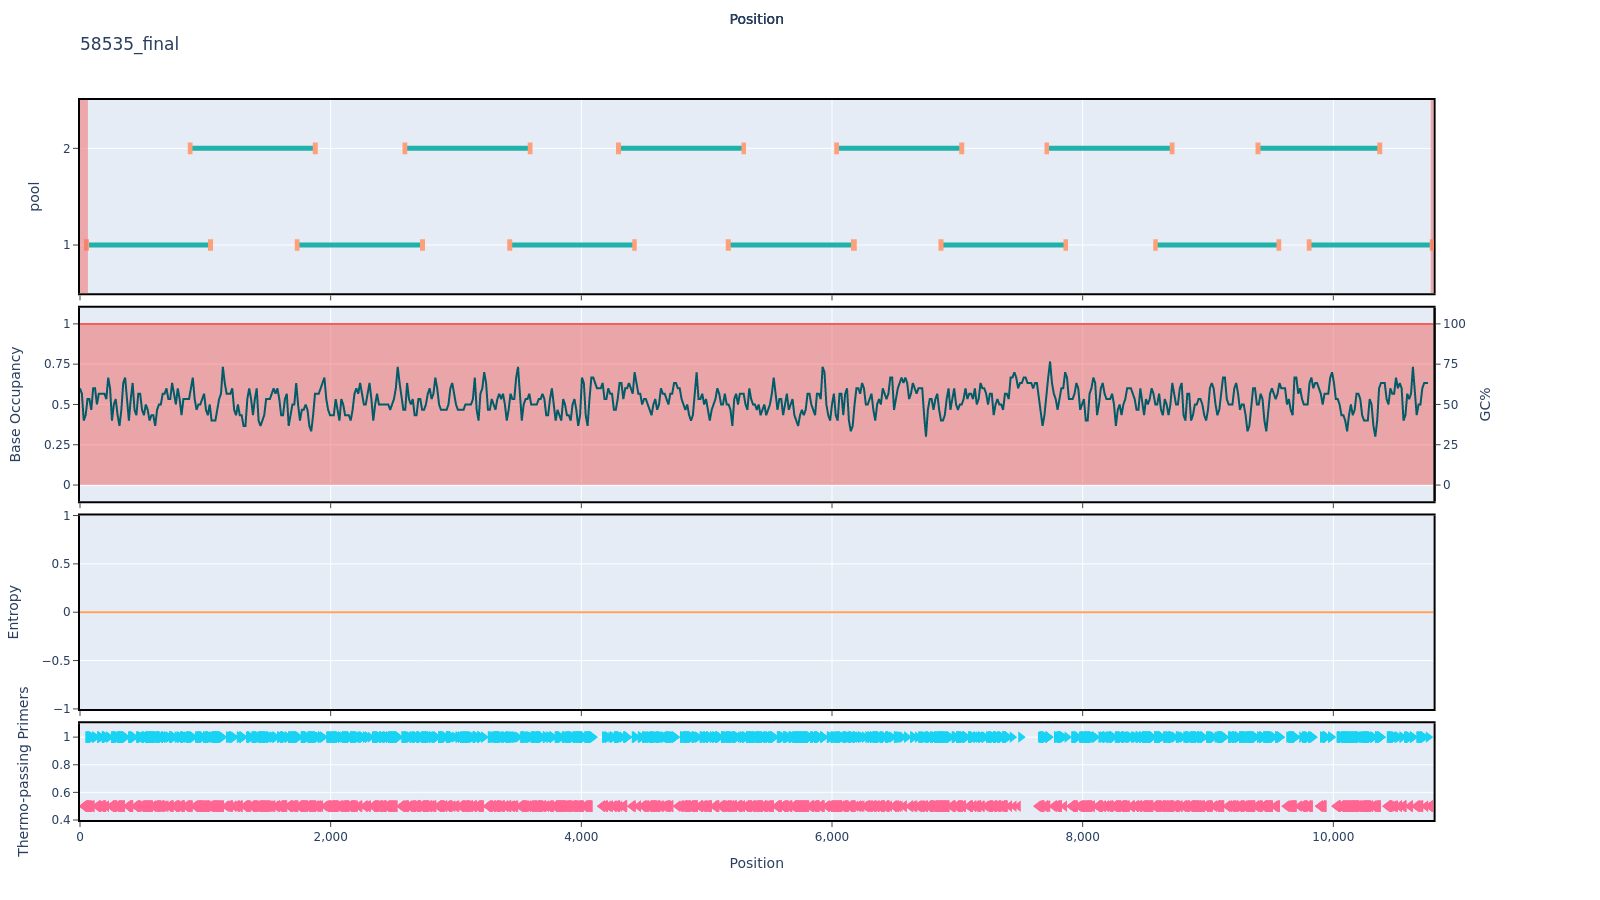 Position
58535_final
pool
2
1
Base Occupancy
1
0.75
0.5
0.25
0
100
75
50
25
0
GC%
Entropy
1
0.5
0
−0.5
−1
Thermo-passing Primers
1
0.8
0.6
0.4
0 2,000 4,000 6,000 8,000 10,000
Position